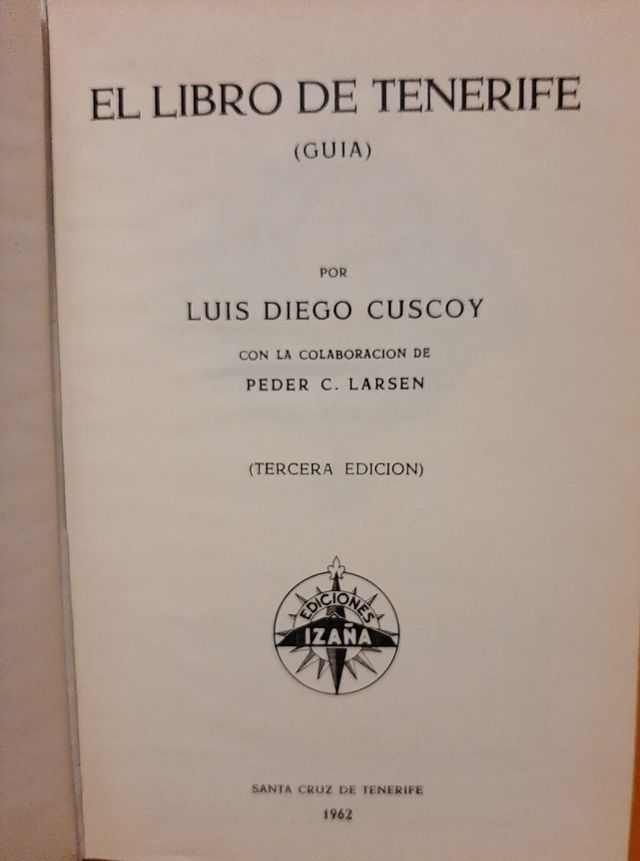 EL LIBRO DE TENERIFE
(GUIA)
POR
LUIS DIEGO CUSCOY
CON LA COLABORACION DE
PEDER C. LARSEN
(TERCERA EDICION)
EDICIONES
IZAÑA
SANTA CRUZ DE TENERIFE
1962